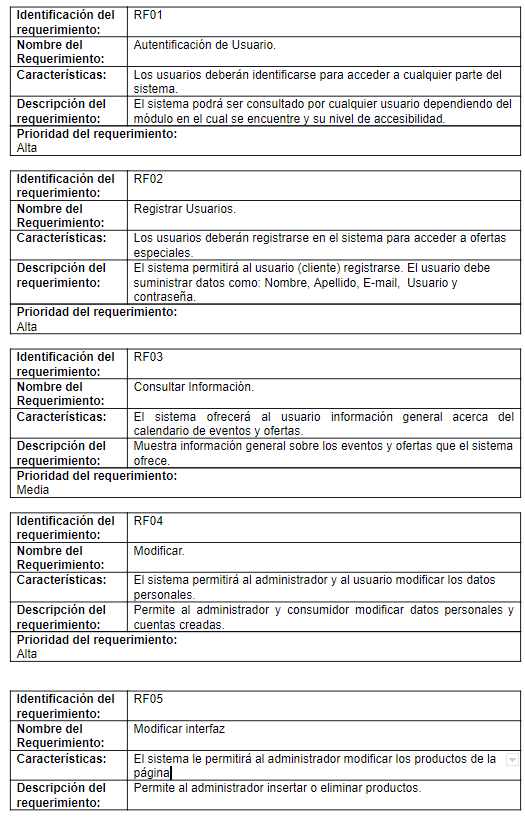 Identificación del RF01
requerimiento:
Nombre del Autentificación de Usuario.
Requerimiento:
Características: Los usuarios deberán identificarse para acceder a cualquier parte del
sistema.
Descripción del El sistema podrá ser consultado por cualquier usuario dependiendo del
requerimiento: módulo en el cual se encuentre y su nivel de accesibilidad.
Prioridad del requerimiento:
Alta
Identificación del RF02
requerimiento:
Nombre del Registrar Usuarios.
Requerimiento:
Características: Los usuarios deberán registrarse en el sistema para acceder a ofertas
especiales.
Descripción del El sistema permitirá al usuario (cliente) registrarse. El usuario debe
requerimiento: suministrar datos como: Nombre, Apellido, E-mail, Usuario y
contraseña.
Prioridad del requerimiento:
Alta
Identificación del RF03
requerimiento:
Nombre del Consultar Información.
Requerimiento:
Características: El sistema ofrecerá al usuario información general acerca del
calendario de eventos y ofertas.
Descripción del Muestra información general sobre los eventos y ofertas que el sistema
requerimiento: ofrece.
Prioridad del requerimiento:
Media
Identificación del RF04
requerimiento:
Nombre del Modificar.
Requerimiento:
Características: El sistema permitirá al administrador y al usuario modificar los datos
personales.
Descripción del Permite al administrador y consumidor modificar datos personales y
requerimiento: cuentas creadas.
Prioridad del requerimiento:
Alta
Identificación del RF05
requerimiento:
Nombre del Modificar interfaz
Requerimiento:
Características: El sistema le permitirá al administrador modificar los productos de la
página
Descripción del Permite al administrador insertar o eliminar productos.
requerimiento: